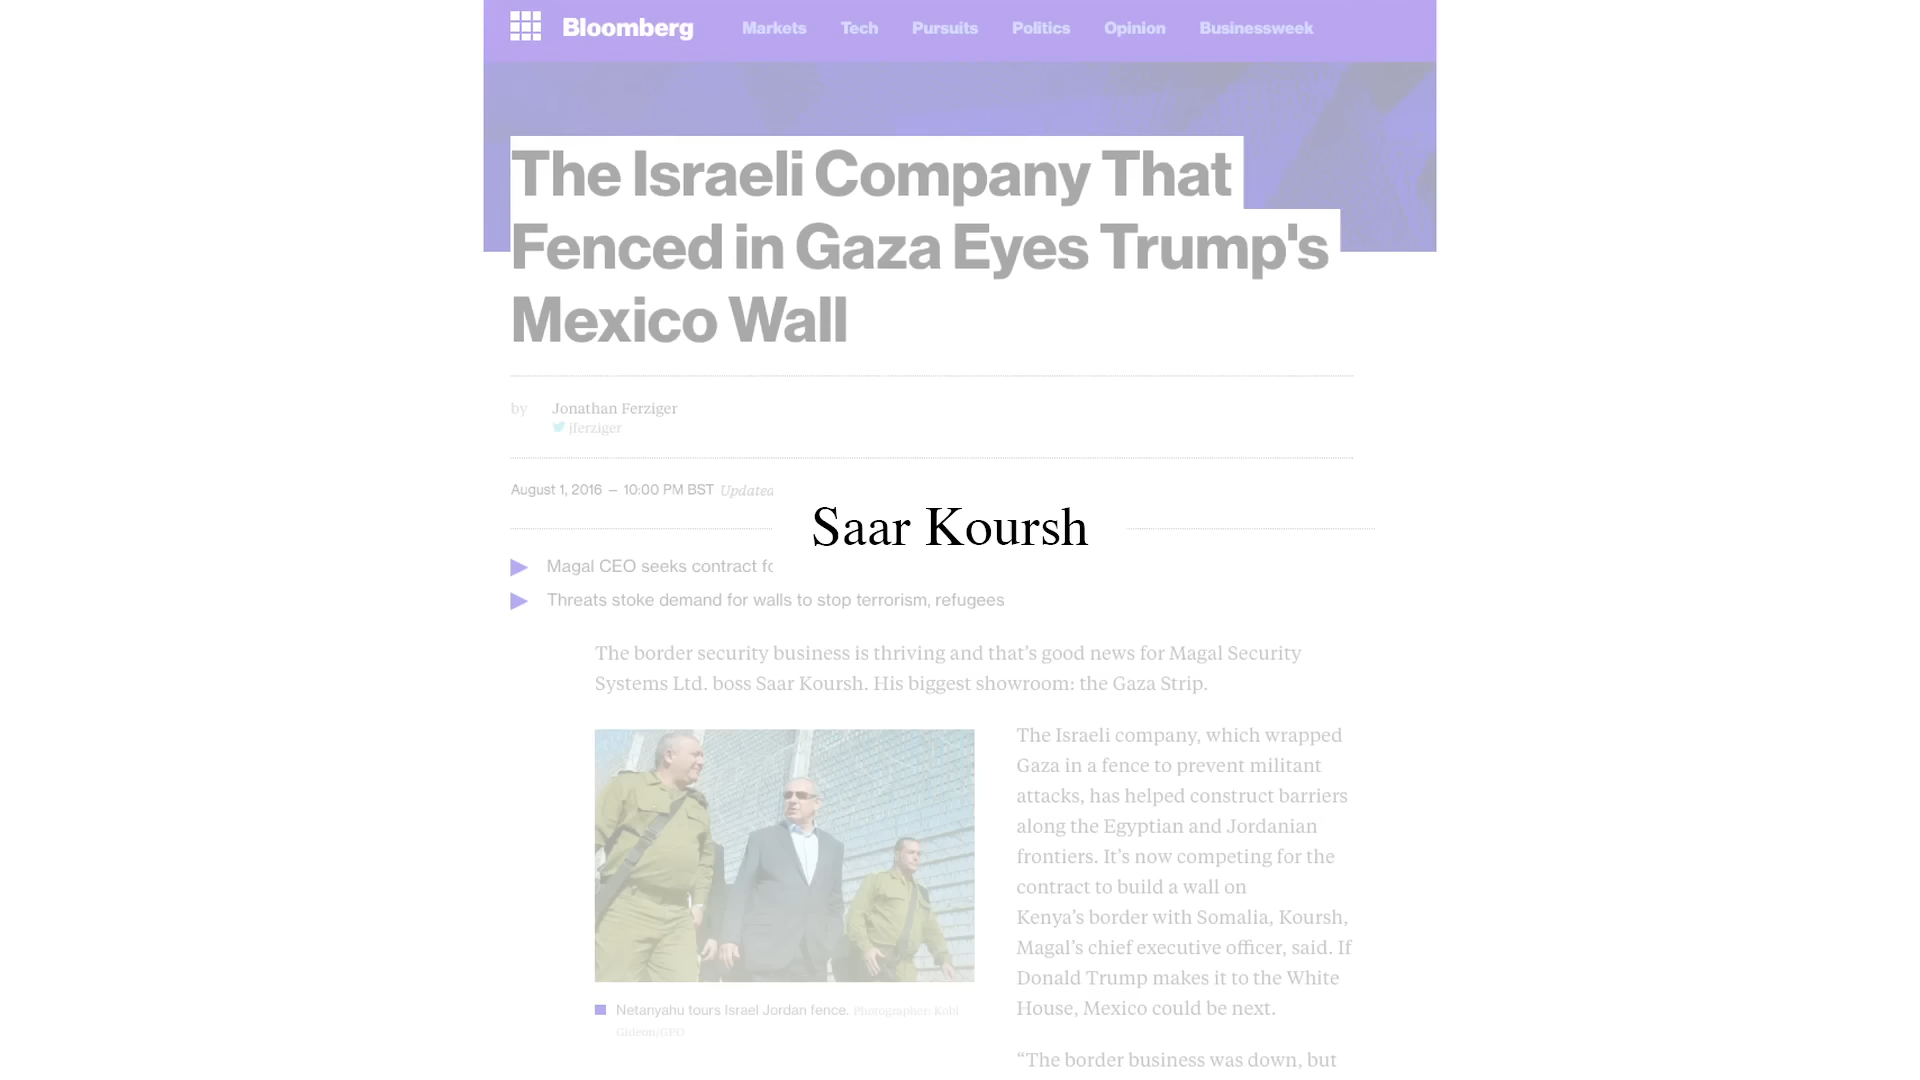 Bloomberg Markets Tech Pursuits Politics Opinion Businessweek
The Israeli Company That
Fenced in Gaza Eyes Trump's
Mexico Wall
by Jonathan Ferziger
jferziger
August 1, 2016 — 10:00 PM BST Updated
Saar Koursh
Magal CEO seeks contract fo
Threats stoke demand for walls to stop terrorism, refugees
The border security business is thriving and that’s good news for Magal Security
Systems Ltd. boss Saar Koursh. His biggest showroom: the Gaza Strip.
Netanyahu tours Israel Jordan fence. Photographer: Kobi
Gideon/GPO
The Israeli company, which wrapped
Gaza in a fence to prevent militant
attacks, has helped construct barriers
along the Egyptian and Jordanian
frontiers. It’s now competing for the
contract to build a wall on
Kenya’s border with Somalia, Koursh,
Magal’s chief executive officer, said. If
Donald Trump makes it to the White
House, Mexico could be next.
“The border business was down, but